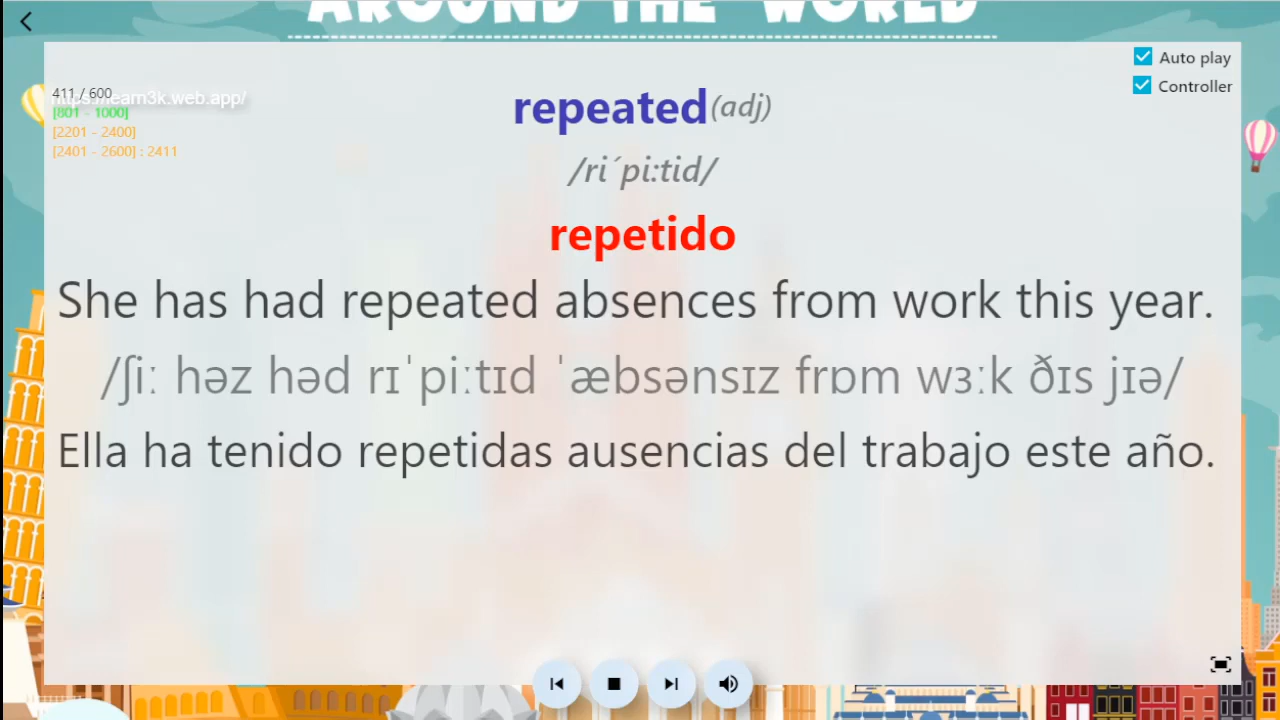 AROUND THE WORLD
Auto play
Controller
411 / 600
https://learn3k.web.app/
[801 - 1000]
[2201 - 2400]
[2401 - 2600] : 2411
repeated(adj)
/ri´pi:tid/
repetido
She has had repeated absences from work this year.
/ʃiː həz həd rɪˈpiːtɪd ˈæbsənsɪz frɒm wɜːk ðɪs jɪə/
Ella ha tenido repetidas ausencias del trabajo este año.